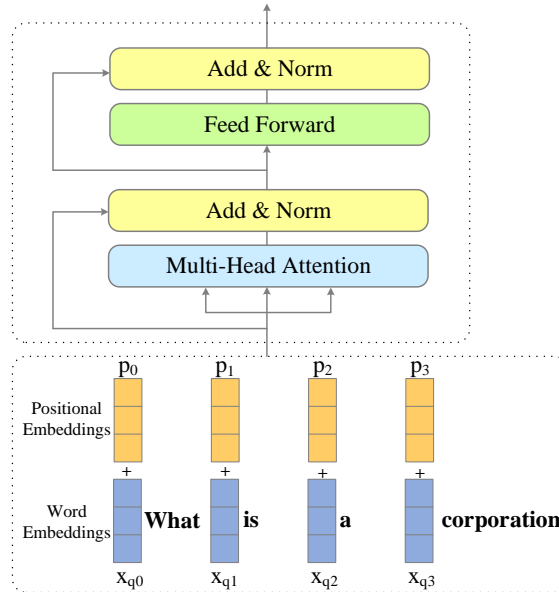 Add & Norm
Feed Forward
Add & Norm
Multi-Head Attention
p0 p1 p2 p3
Positional
Embeddings
+ + + +
Word
Embeddings
What is a corporation
xq0 xq1 xq2 xq3